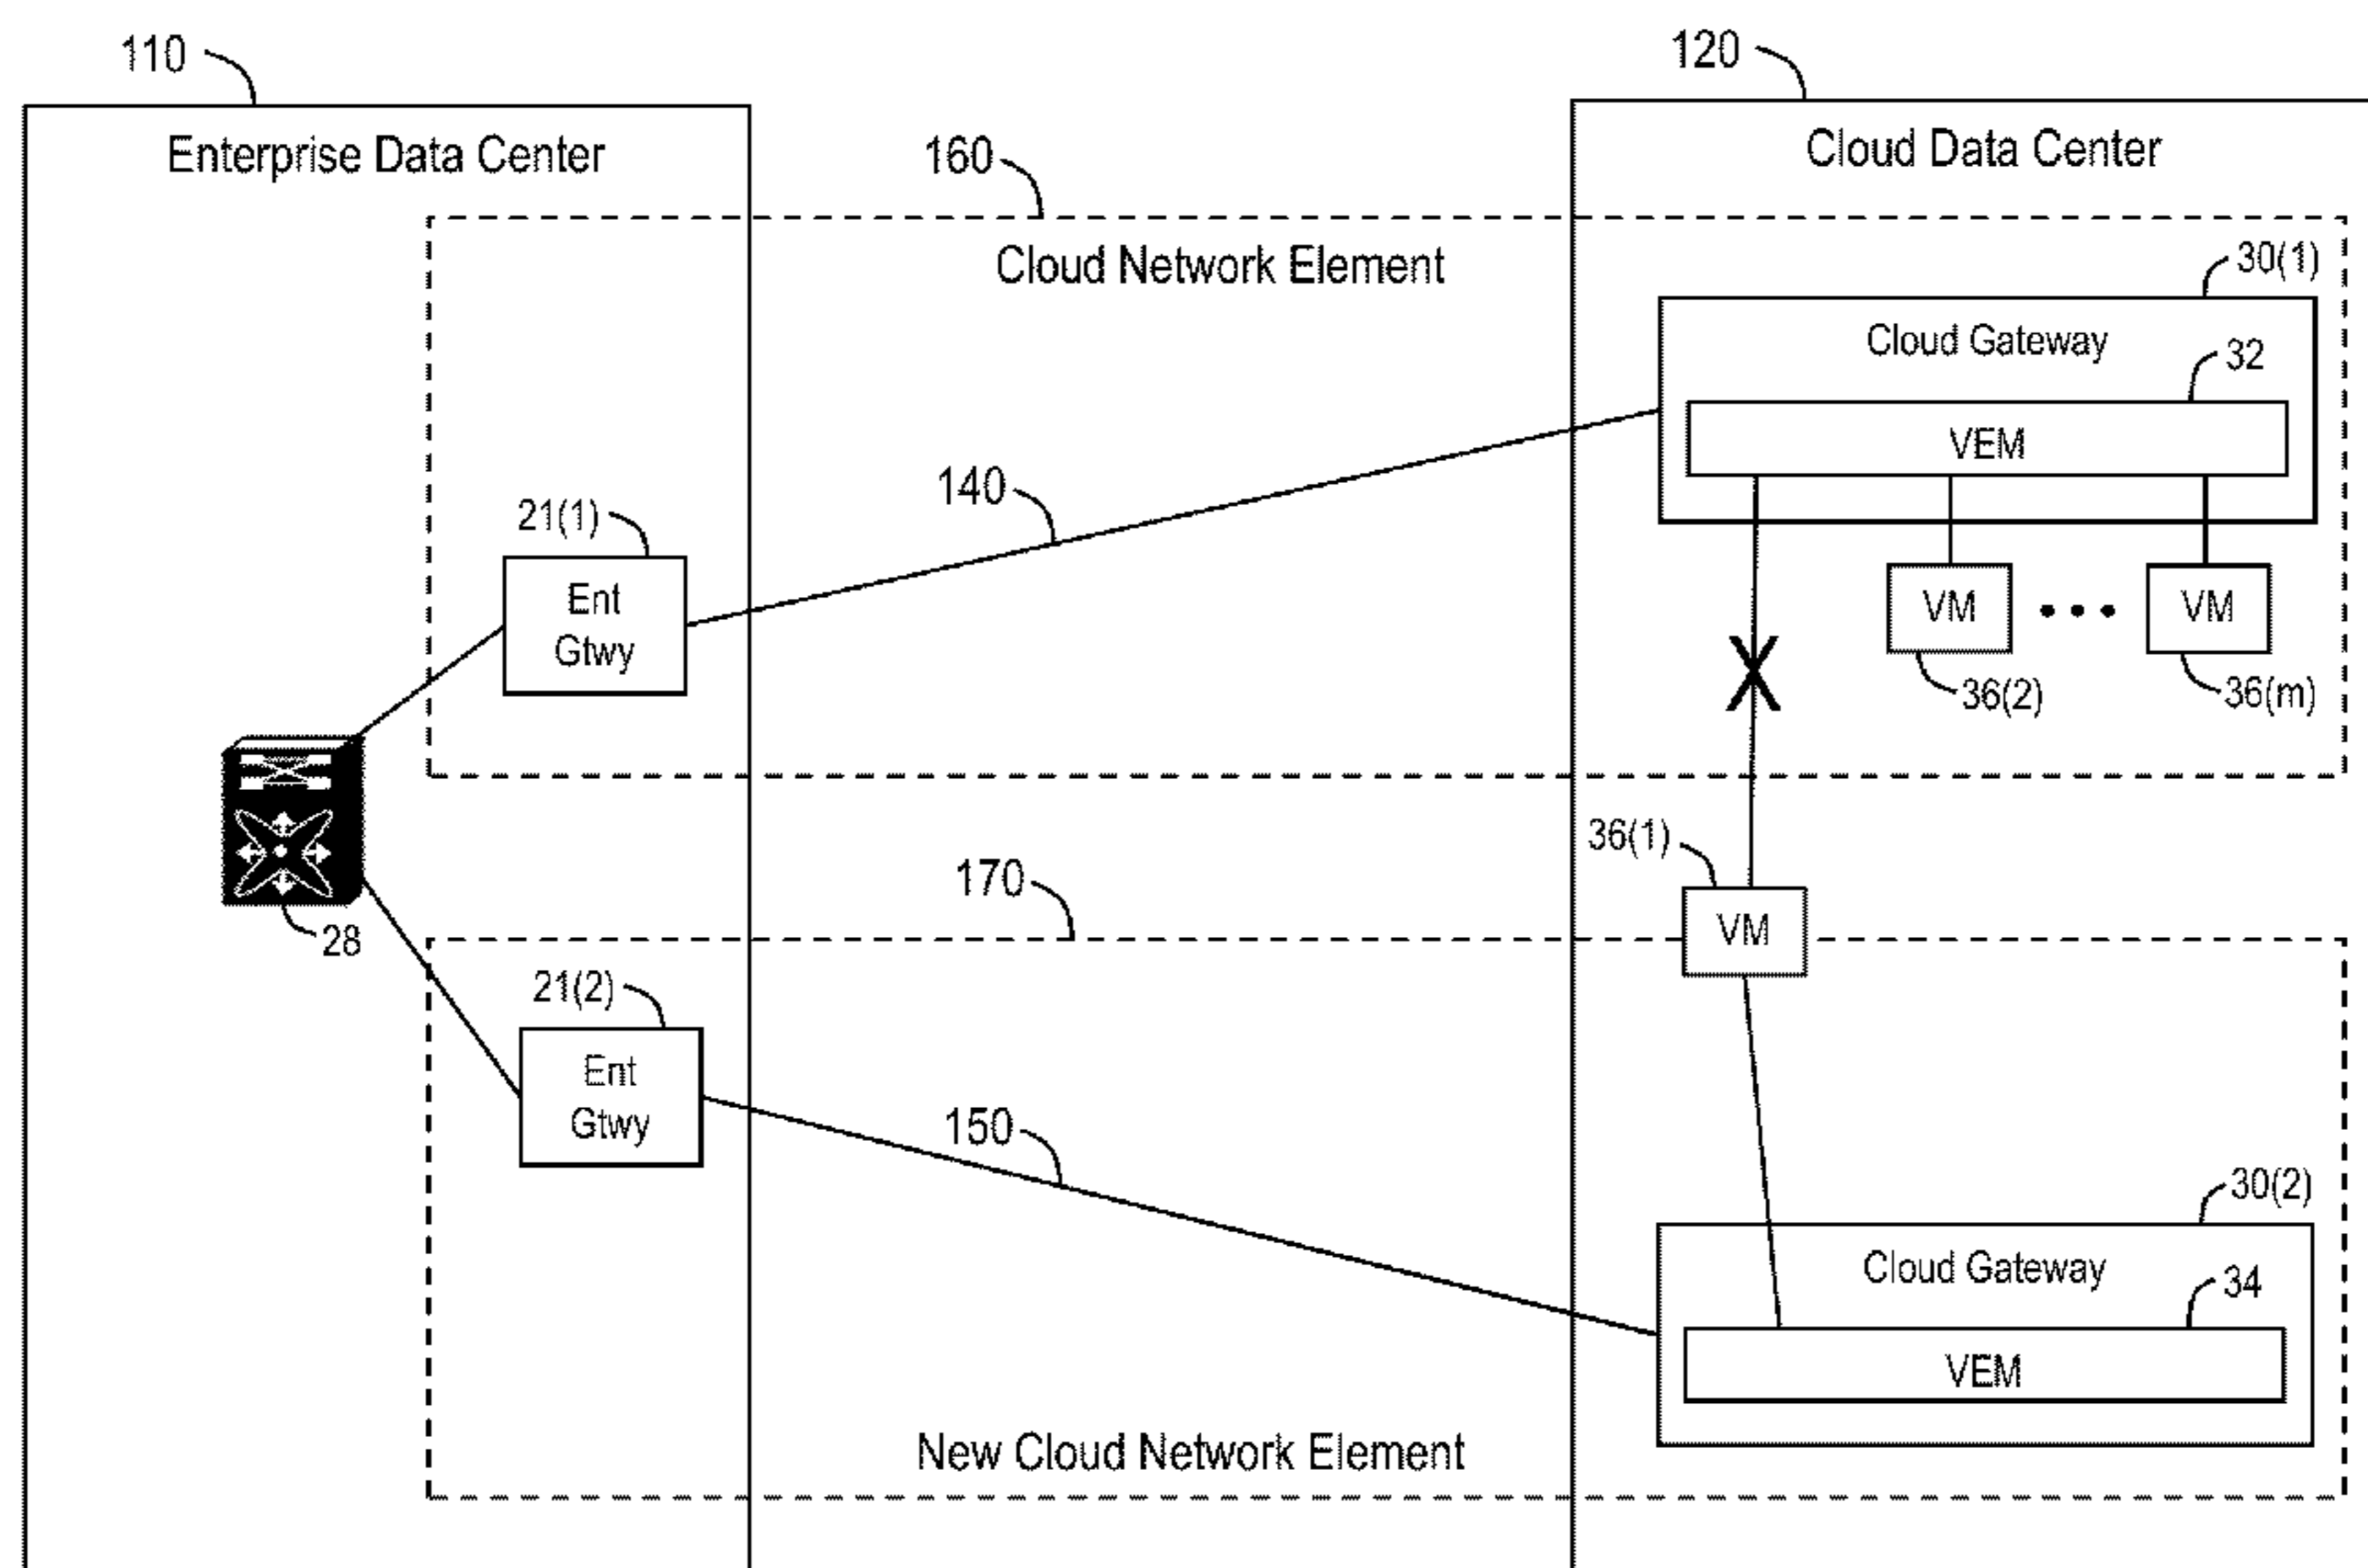 110
120
Enterprise Data Center
Cloud Data Center
160
Cloud Network Element
30(1)
Cloud Gateway
32
VEM
140
21(1)
Ent
Gtwy
VM
• • •
VM
X
36(2)
36(m)
28
36(1)
VM
170
21(2)
Ent
Gtwy
150
30(2)
Cloud Gateway
34
VEM
New Cloud Network Element